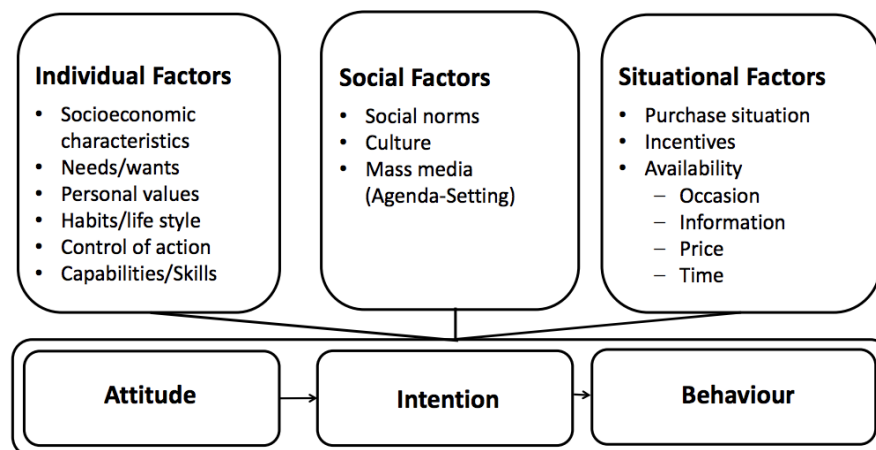 Individual Factors
• Socioeconomic
characteristics
• Needs/wants
• Personal values
• Habits/life style
• Control of action
• Capabilities/Skills
Social Factors
• Social norms
• Culture
• Mass media
(Agenda-Setting)
Situational Factors
• Purchase situation
• Incentives
• Availability
– Occasion
– Information
– Price
– Time
Attitude
Intention
Behaviour